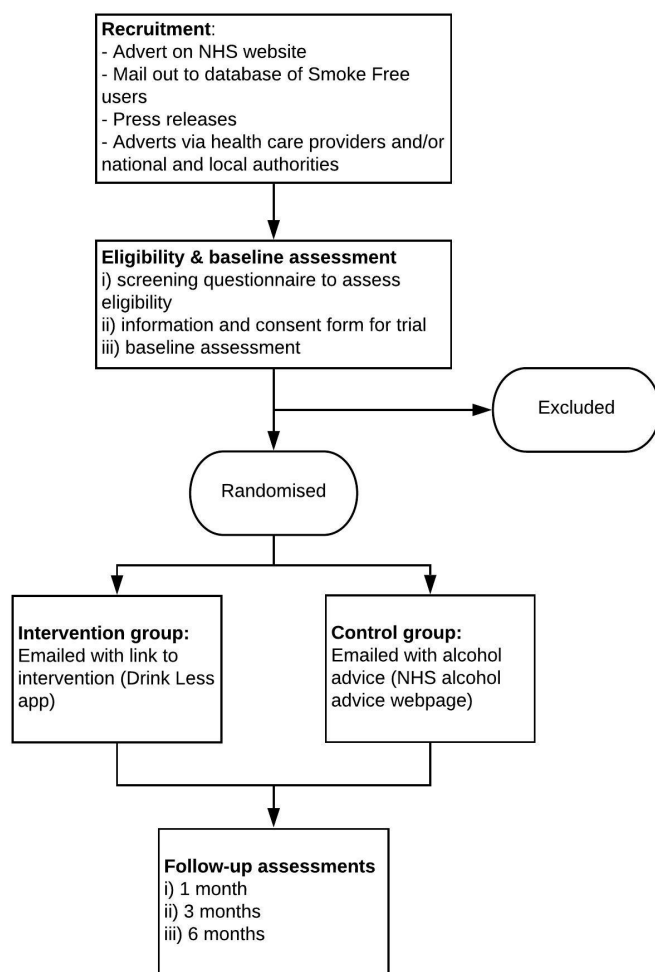 Recruitment:
- Advert on NHS website
- Mail out to database of Smoke Free
users
- Press releases
- Adverts via health care providers and/or
national and local authorities
Eligibility & baseline assessment
i) screening questionnaire to assess
eligibility
ii) information and consent form for trial
iii) baseline assessment
Excluded
Randomised
Intervention group:
Emailed with link to
intervention (Drink Less
app)
Control group:
Emailed with alcohol
advice (NHS alcohol
advice webpage)
Follow-up assessments
i) 1 month
ii) 3 months
iii) 6 months